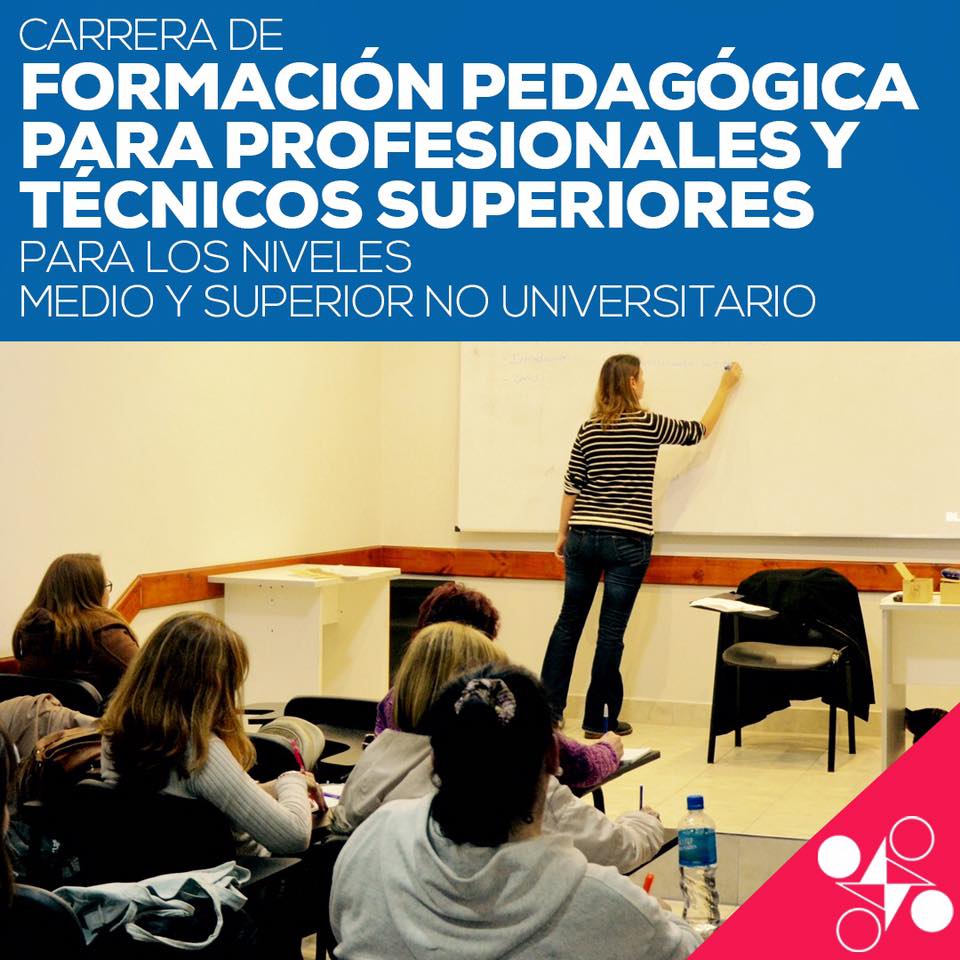 CARRERA DE
FORMACIÓN PEDAGÓGICA
PARA PROFESIONALES Y
TÉCNICOS SUPERIORES
PARA LOS NIVELES
MEDIO Y SUPERIOR NO UNIVERSITARIO